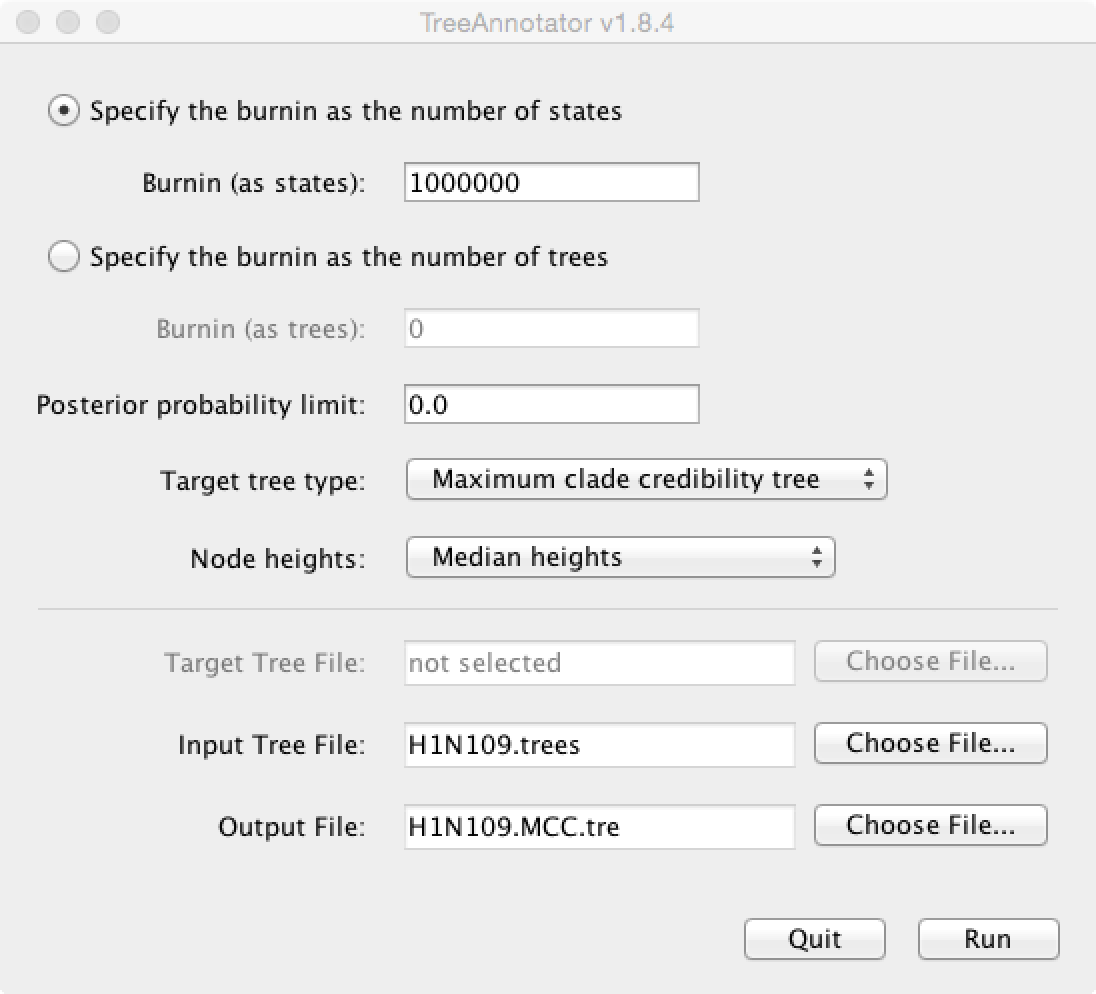 TreeAnnotator v1.8.4
Specify the burnin as the number of states
Burnin (as states): 1000000
Specify the burnin as the number of trees
Burnin (as trees): 0
Posterior probability limit: 0.0
Target tree type: Maximum clade credibility tree
Node heights: Median heights
Target Tree File: not selected Choose File...
Input Tree File: H1N109.trees Choose File...
Output File: H1N109.MCC.tre Choose File...
Quit Run